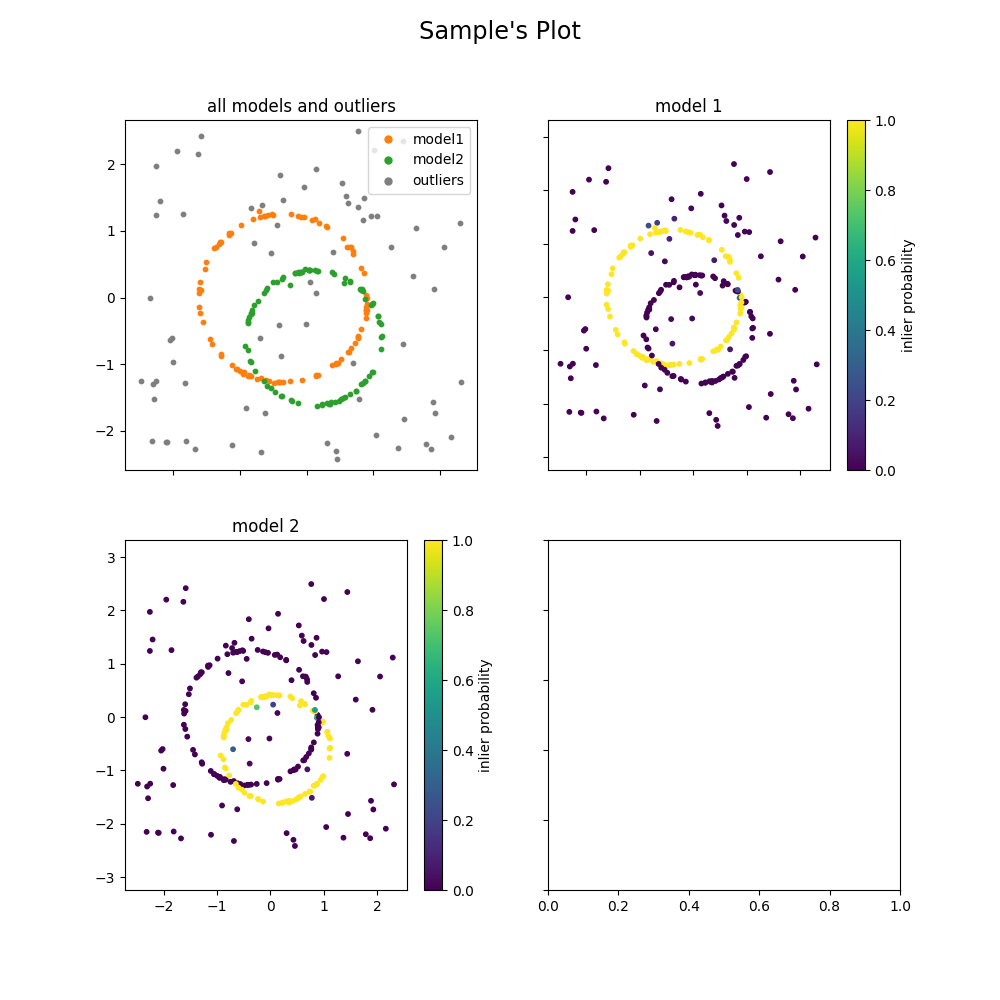 Sample's Plot
all models and outliers
model1
model2
outliers
2
1
0
−1
−2
model 1
1.0
0.8
0.6
0.4
0.2
0.0
inlier probability
model 2
3
2
1
0
−1
−2
−3
−2 −1 0 1 2
1.0
0.8
0.6
0.4
0.2
0.0
inlier probability
0.0 0.2 0.4 0.6 0.8 1.0